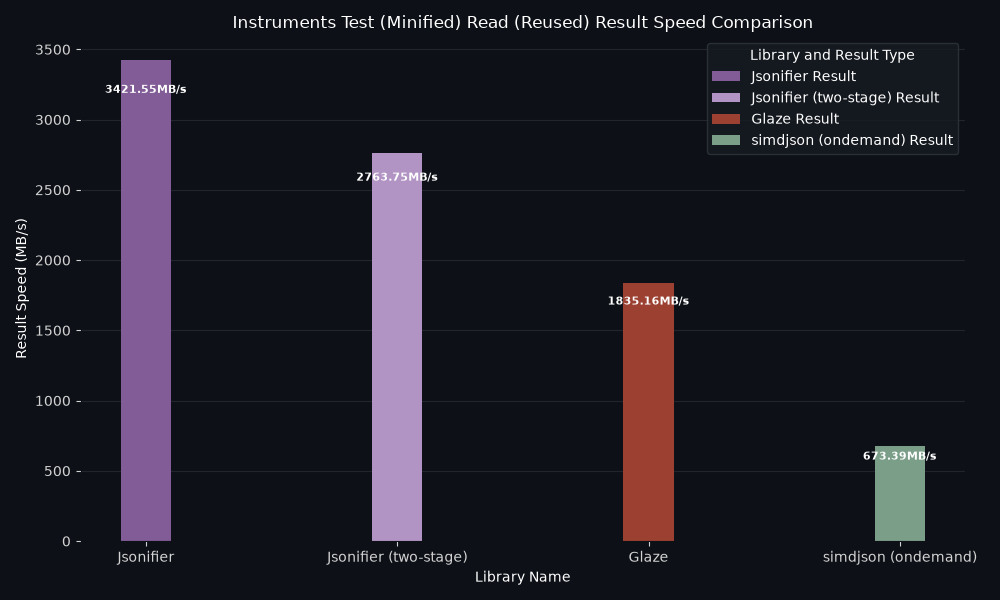 Instruments Test (Minified) Read (Reused) Result Speed Comparison
Library and Result Type
Jsonifier Result
Jsonifier (two-stage) Result
Glaze Result
simdjson (ondemand) Result
Result Speed (MB/s)
3500
3000
2500
2000
1500
1000
500
0
3421.55MB/s
2763.75MB/s
1835.16MB/s
673.39MB/s
Jsonifier
Jsonifier (two-stage)
Glaze
simdjson (ondemand)
Library Name